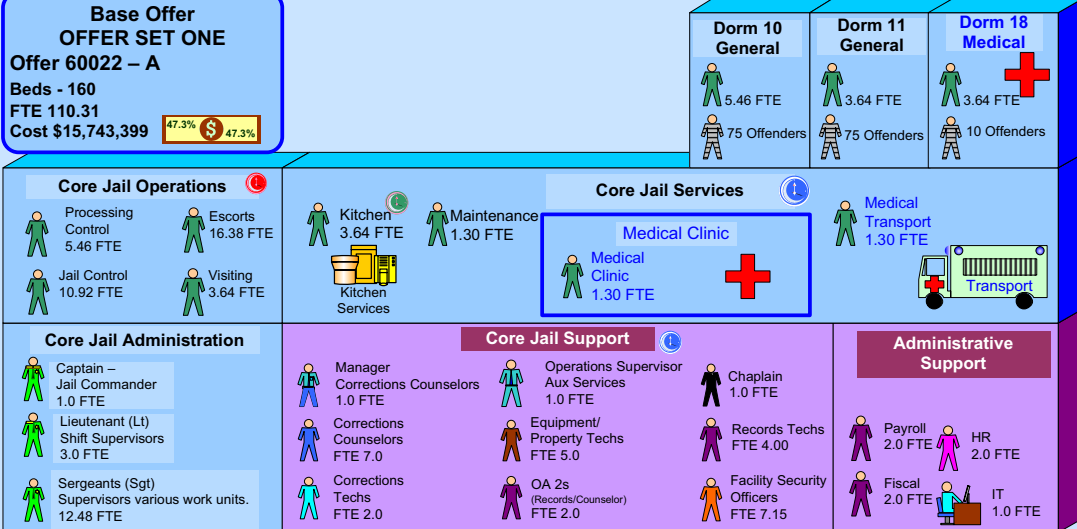 Base Offer
OFFER SET ONE
Offer 60022 – A
Beds - 160
FTE 110.31
Cost $15,743,399
47.3% $ 47.3%
Dorm 10
General
5.46 FTE
75 Offenders
Dorm 11
General
3.64 FTE
75 Offenders
Dorm 18
Medical
3.64 FTE
10 Offenders
Core Jail Operations
Processing
Control
5.46 FTE
Escorts
16.38 FTE
Jail Control
10.92 FTE
Visiting
3.64 FTE
Core Jail Services
Kitchen
3.64 FTE
Kitchen
Services
Maintenance
1.30 FTE
Medical Clinic
Medical
Clinic
1.30 FTE
Medical
Transport
1.30 FTE
Transport
Core Jail Administration
Captain –
Jail Commander
1.0 FTE
Lieutenant (Lt)
Shift Supervisors
3.0 FTE
Sergeants (Sgt)
Supervisors various work units.
12.48 FTE
Core Jail Support
Manager
Corrections Counselors
1.0 FTE
Operations Supervisor
Aux Services
1.0 FTE
Chaplain
1.0 FTE
Corrections
Counselors
FTE 7.0
Equipment/
Property Techs
FTE 5.0
Records Techs
FTE 4.00
Corrections
Techs
FTE 2.0
OA 2s
(Records/Counselor)
FTE 2.0
Facility Security
Officers
FTE 7.15
Administrative
Support
Payroll
2.0 FTE
HR
2.0 FTE
Fiscal
2.0 FTE
IT
1.0 FTE